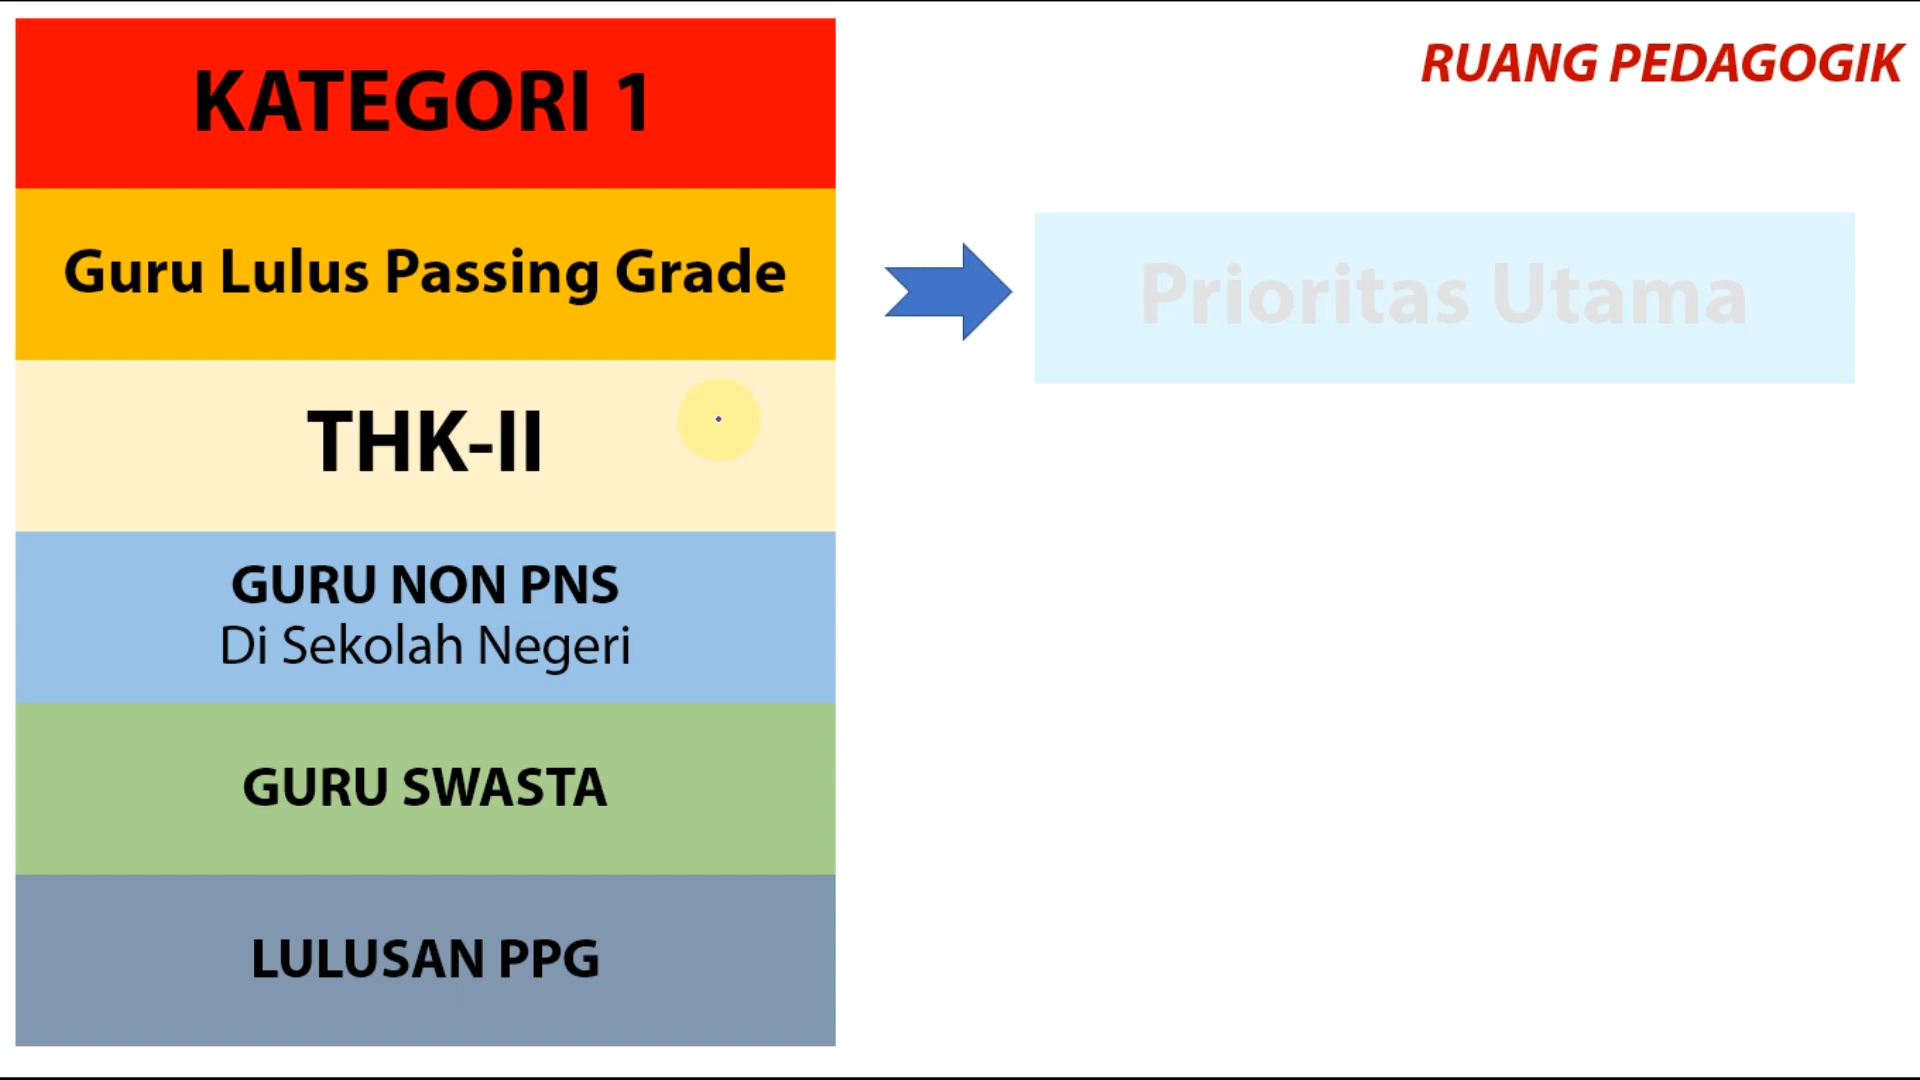 KATEGORI 1
Guru Lulus Passing Grade
THK-II
GURU NON PNS
Di Sekolah Negeri
GURU SWASTA
LULUSAN PPG
RUANG PEDAGOGIK
Prioritas Utama